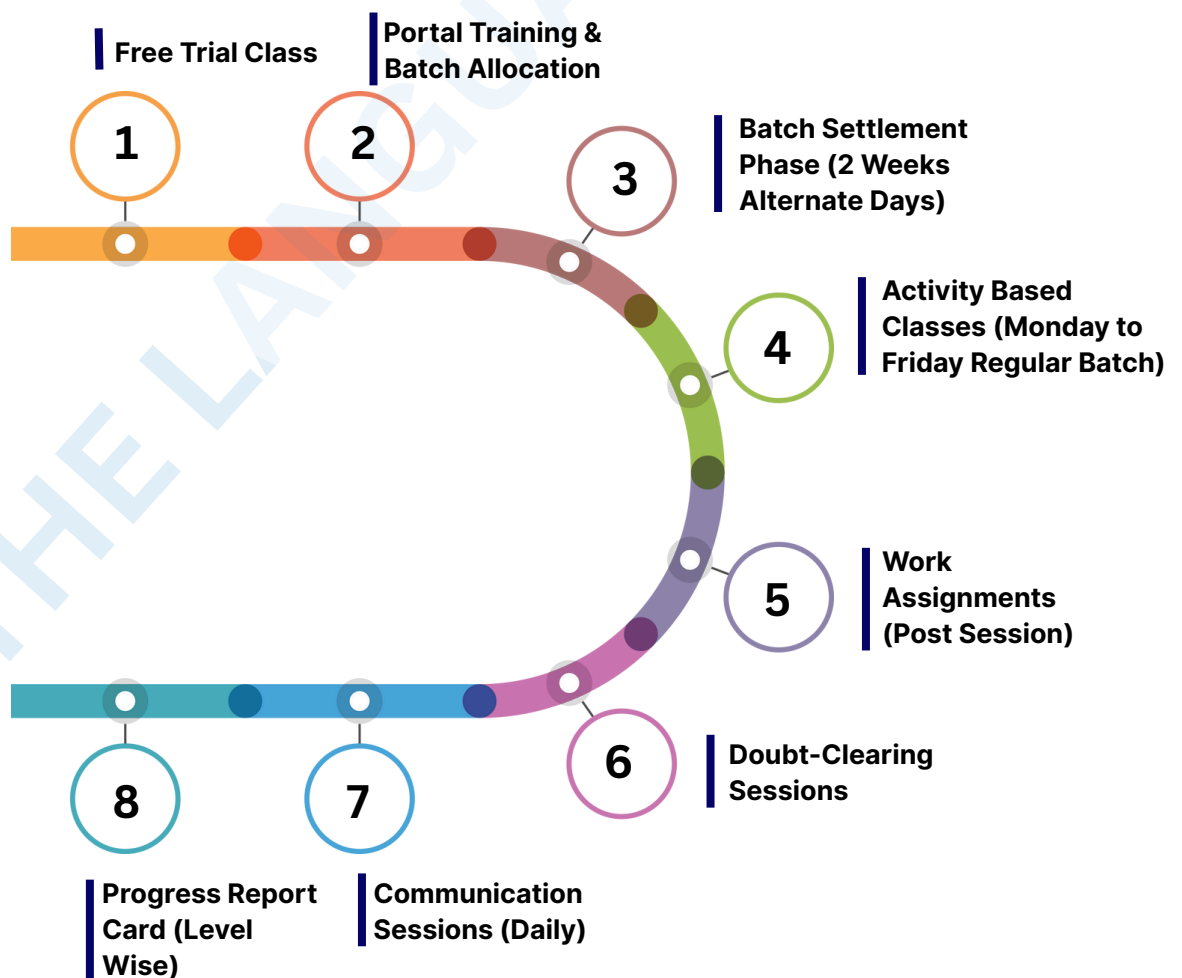 Free Trial Class
1
Portal Training &
Batch Allocation
2
Batch Settlement
Phase (2 Weeks
Alternate Days)
3
Activity Based
Classes (Monday to
Friday Regular Batch)
4
Work
Assignments
(Post Session)
5
Doubt-Clearing
Sessions
6
7
Communication
Sessions (Daily)
8
Progress Report
Card (Level
Wise)
THE LANGUA